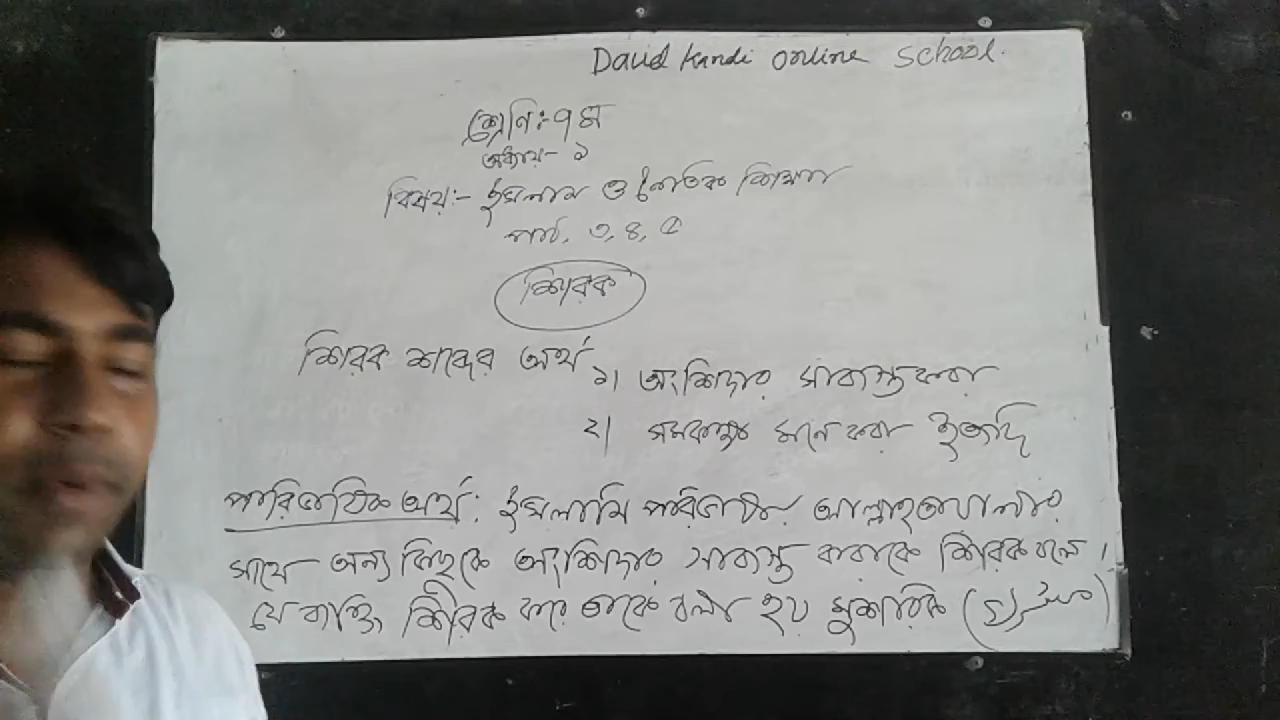 David Kandi Online School.
শ্রেণি:- ৭ম
অধ্যায়- ১
বিষয়:- ইসলাম ও নৈতিক শিক্ষা
পাঠ, ৩, ৪, ৫
শিরক
শিরক শব্দের অর্থ ১। অংশিদার সাব্যস্ত করা
২। সমকক্ষ মনে করা ইত্যাদি
পারিভাষিক অর্থ: ইসলামি পরিভাষায় আল্লাহতায়ালার
সাথে অন্য কিছুকে অংশিদার সাব্যস্ত করাকে শিরক বলে।
যে ব্যক্তি শিরক করে তাকে বলা হয় মুশরিক (مشرك)